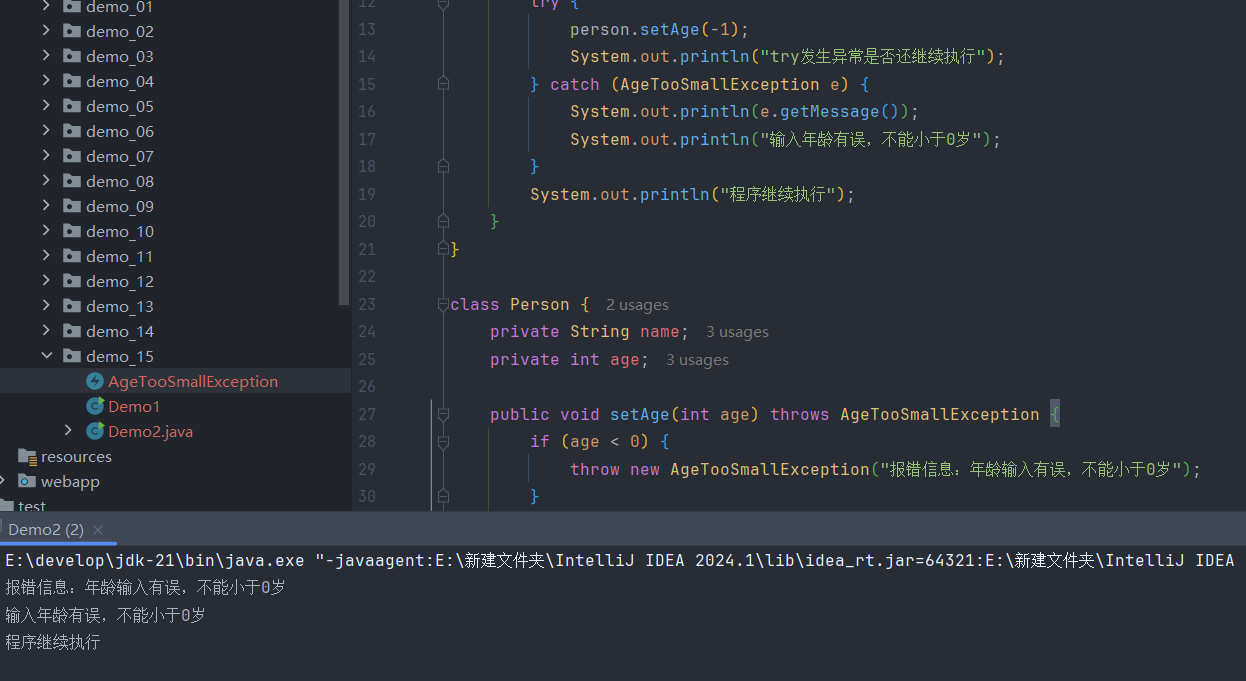 demo_01
demo_02
demo_03
demo_04
demo_05
demo_06
demo_07
demo_08
demo_09
demo_10
demo_11
demo_12
demo_13
demo_14
demo_15
AgeTooSmallException
Demo1
Demo2.java
resources
webapp
test
12 try {
13 person.setAge(-1);
14 System.out.println("try发生异常是否还继续执行");
15 } catch (AgeTooSmallException e) {
16 System.out.println(e.getMessage());
17 System.out.println("输入年龄有误，不能小于0岁");
18 }
19 System.out.println("程序继续执行");
20 }
21 }
22
23 class Person { 2 usages
24 private String name; 3 usages
25 private int age; 3 usages
26
27 public void setAge(int age) throws AgeTooSmallException {
28 if (age < 0) {
29 throw new AgeTooSmallException("报错信息：年龄输入有误，不能小于0岁");
30 }
Demo2 (2) ×
E:\develop\jdk-21\bin\java.exe "-javaagent:E:\新建文件夹\IntelliJ IDEA 2024.1\lib\idea_rt.jar=64321:E:\新建文件夹\IntelliJ IDEA
报错信息：年龄输入有误，不能小于0岁
输入年龄有误，不能小于0岁
程序继续执行